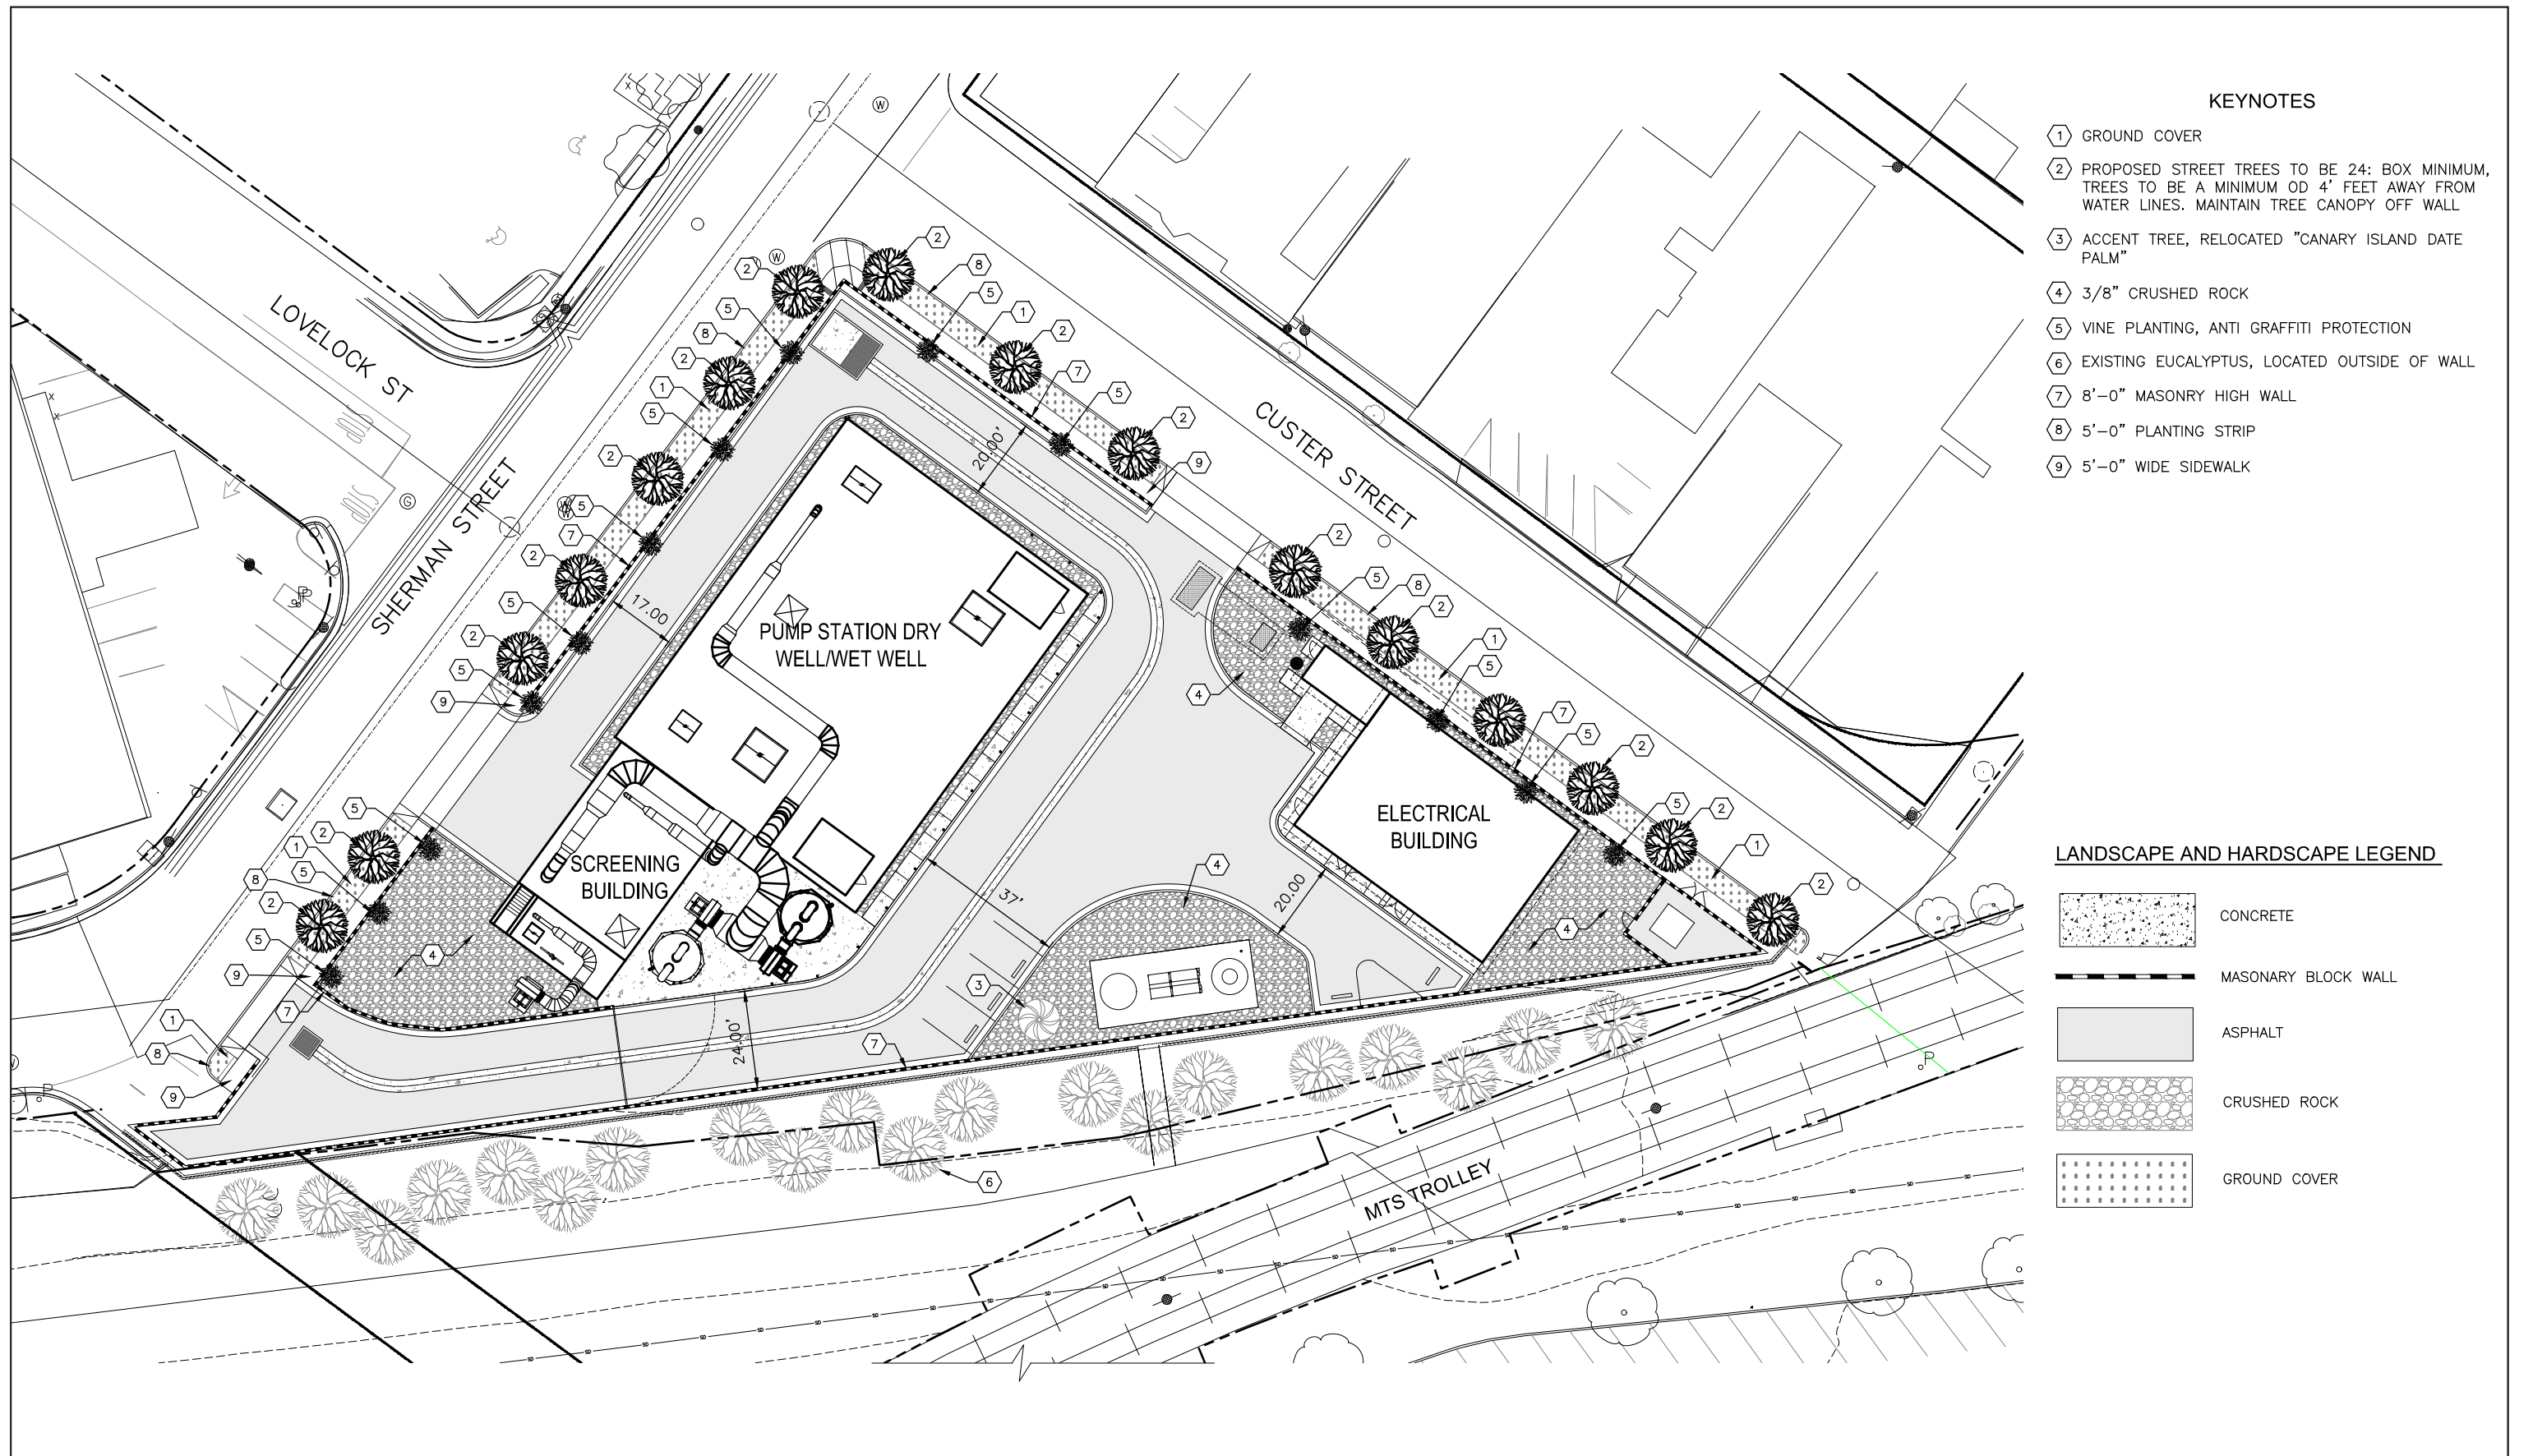 KEYNOTES
1 GROUND COVER
2 PROPOSED STREET TREES TO BE 24: BOX MINIMUM,
TREES TO BE A MINIMUM OD 4' FEET AWAY FROM
WATER LINES. MAINTAIN TREE CANOPY OFF WALL
3 ACCENT TREE, RELOCATED "CANARY ISLAND DATE
PALM"
4 3/8" CRUSHED ROCK
5 VINE PLANTING, ANTI GRAFFITI PROTECTION
6 EXISTING EUCALYPTUS, LOCATED OUTSIDE OF WALL
7 8'-0" MASONRY HIGH WALL
8 5'-0" PLANTING STRIP
9 5'-0" WIDE SIDEWALK
LOVELOCK ST
SHERMAN STREET
CUSTER STREET
STOP
20.00'
17.00
PUMP STATION DRY
WELL/WET WELL
SCREENING
BUILDING
ELECTRICAL
BUILDING
37'
20.00
24.00'
MTS TROLLEY
LANDSCAPE AND HARDSCAPE LEGEND
CONCRETE
MASONARY BLOCK WALL
ASPHALT
CRUSHED ROCK
GROUND COVER